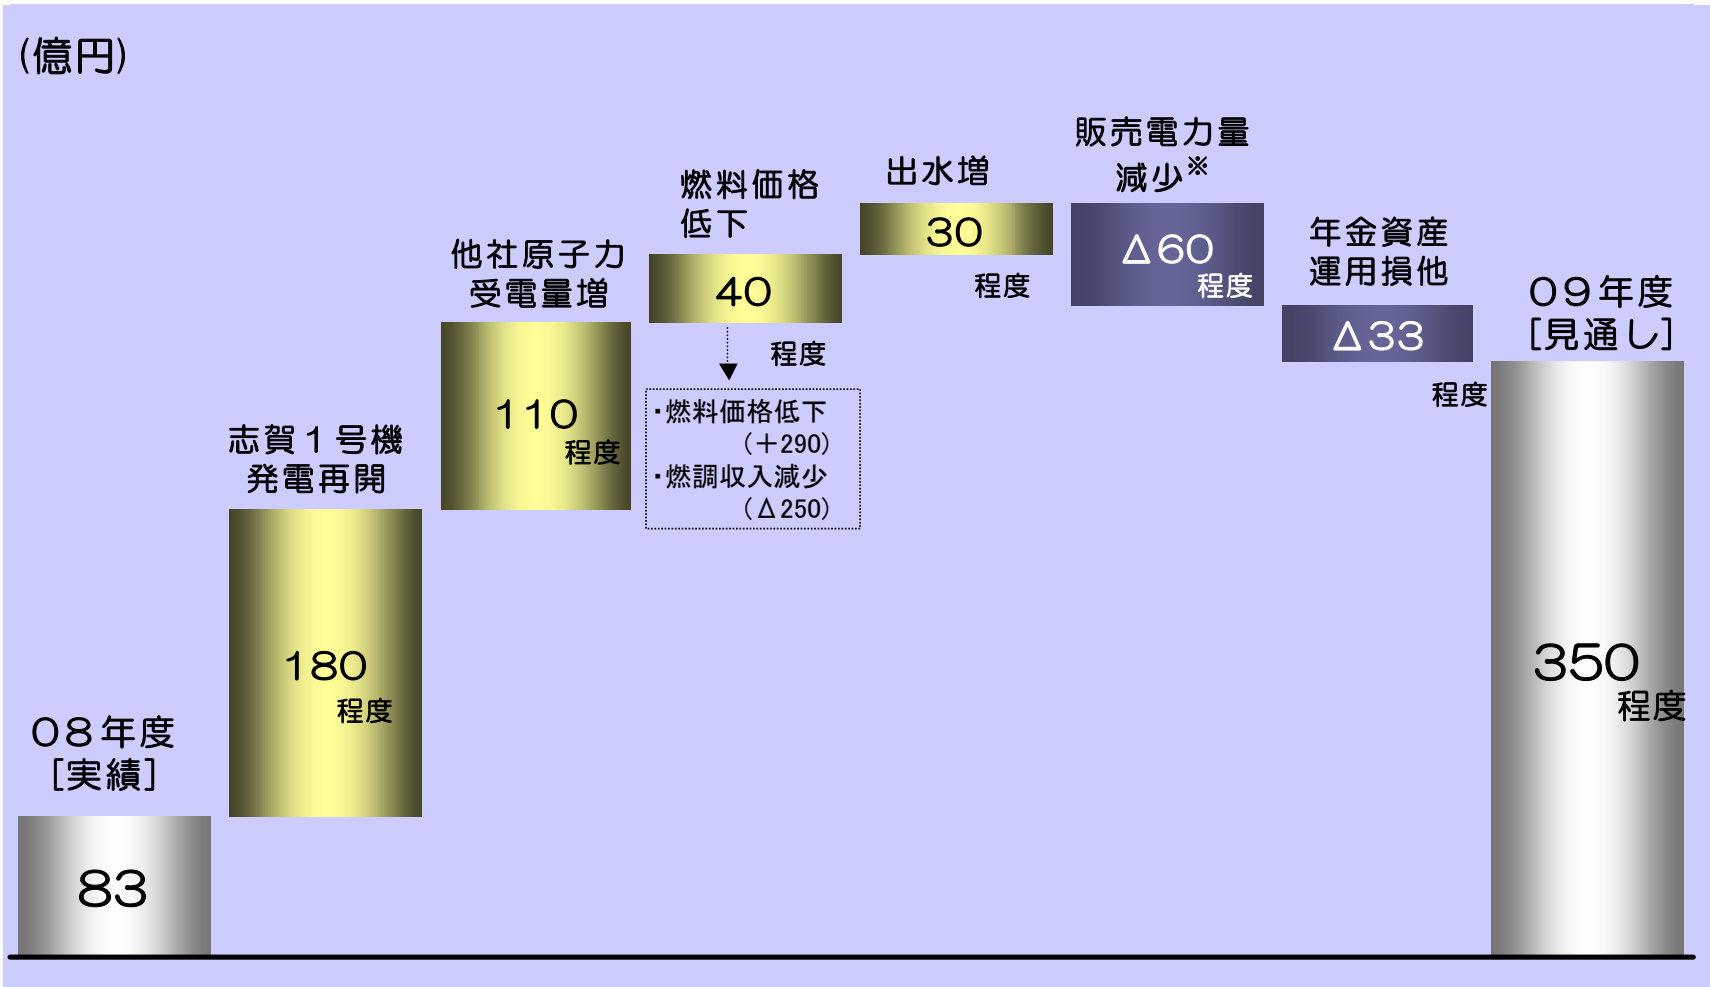 (億円)
08年度
[実績]
83
志賀1号機
発電再開
180
程度
他社原子力
受電量増
110
程度
燃料価格
低下
40
程度
・燃料価格低下
（＋290）
・燃調収入減少
（Δ250）
出水増
30
程度
販売電力量
減少※
Δ60
程度
年金資産
運用損他
Δ33
程度
09年度
[見通し]
350
程度